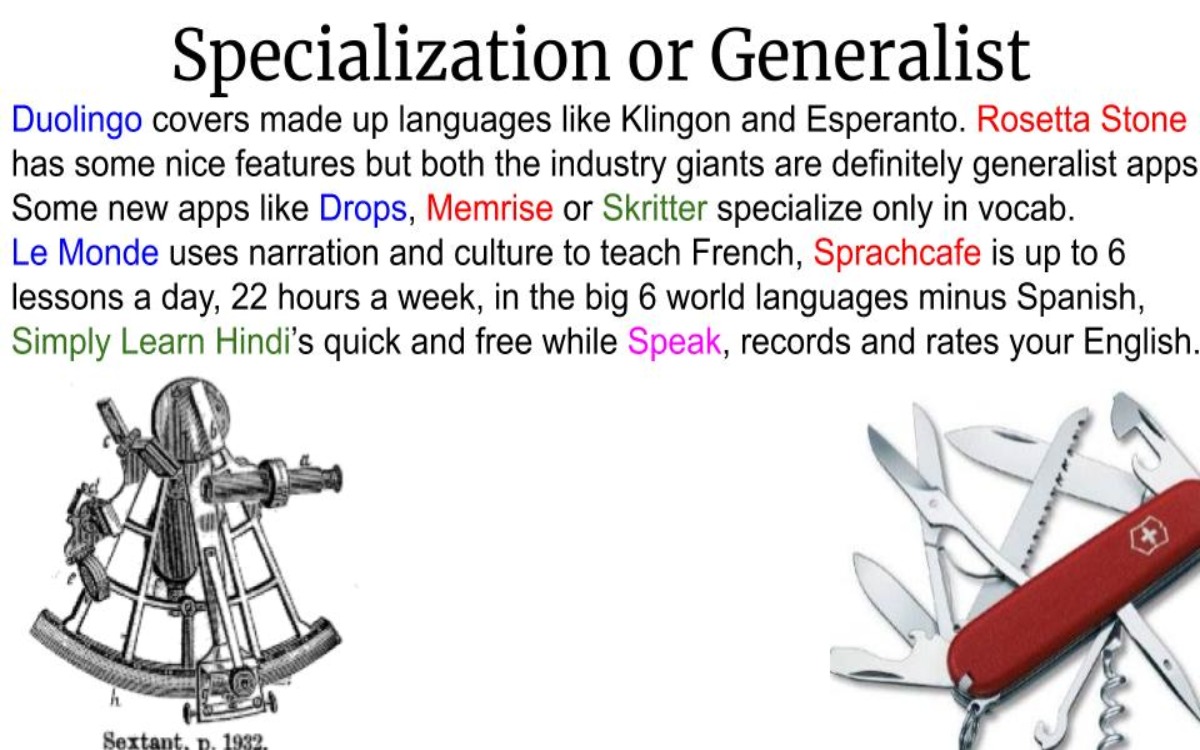 Specialization or Generalist
Duolingo covers made up languages like Klingon and Esperanto. Rosetta Stone
has some nice features but both the industry giants are definitely generalist apps
Some new apps like Drops, Memrise or Skritter specialize only in vocab.
Le Monde uses narration and culture to teach French, Sprachcafe is up to 6
lessons a day, 22 hours a week, in the big 6 world languages minus Spanish,
Simply Learn Hindi's quick and free while Speak, records and rates your English.
h
Sextant, p. 1932.